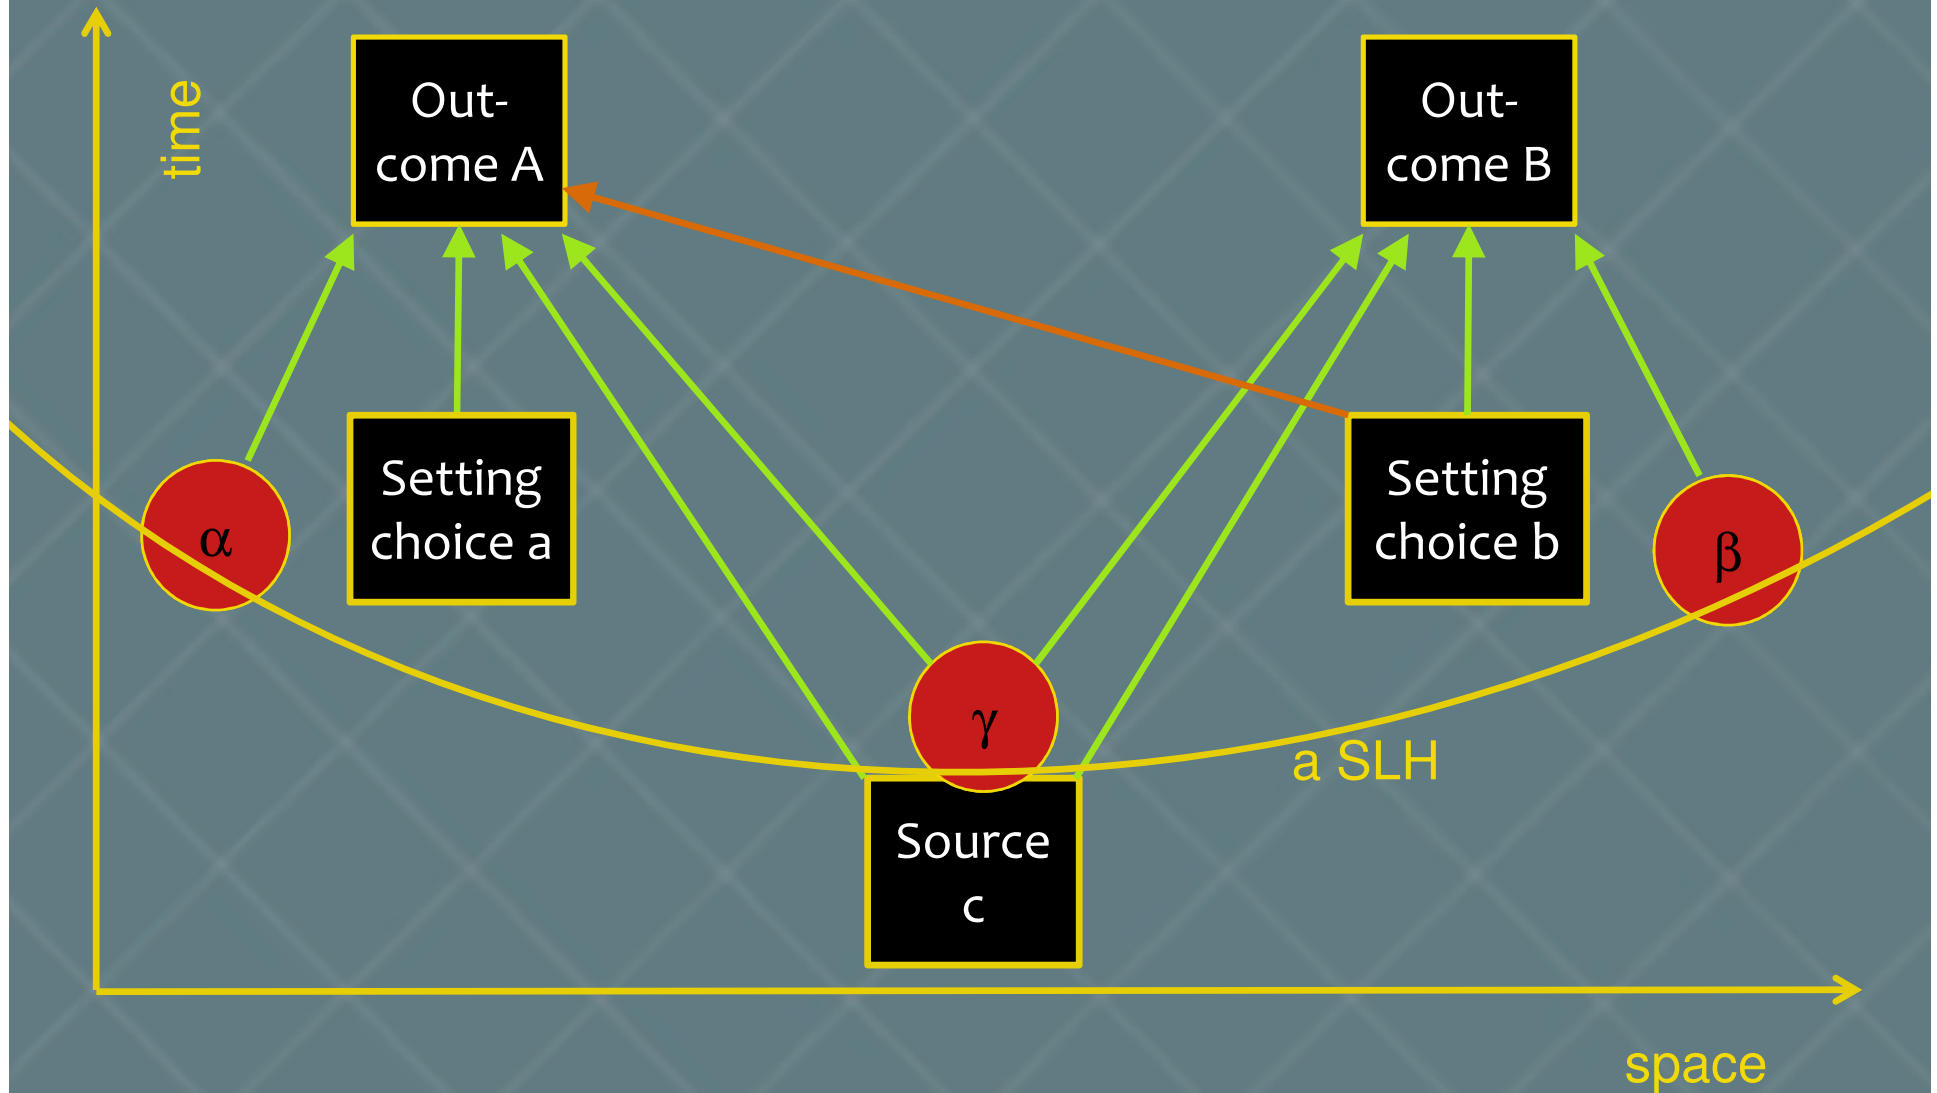 time
Out-
come A
Out-
come B
Setting
choice a
Setting
choice b
α
β
γ
a SLH
Source
c
space